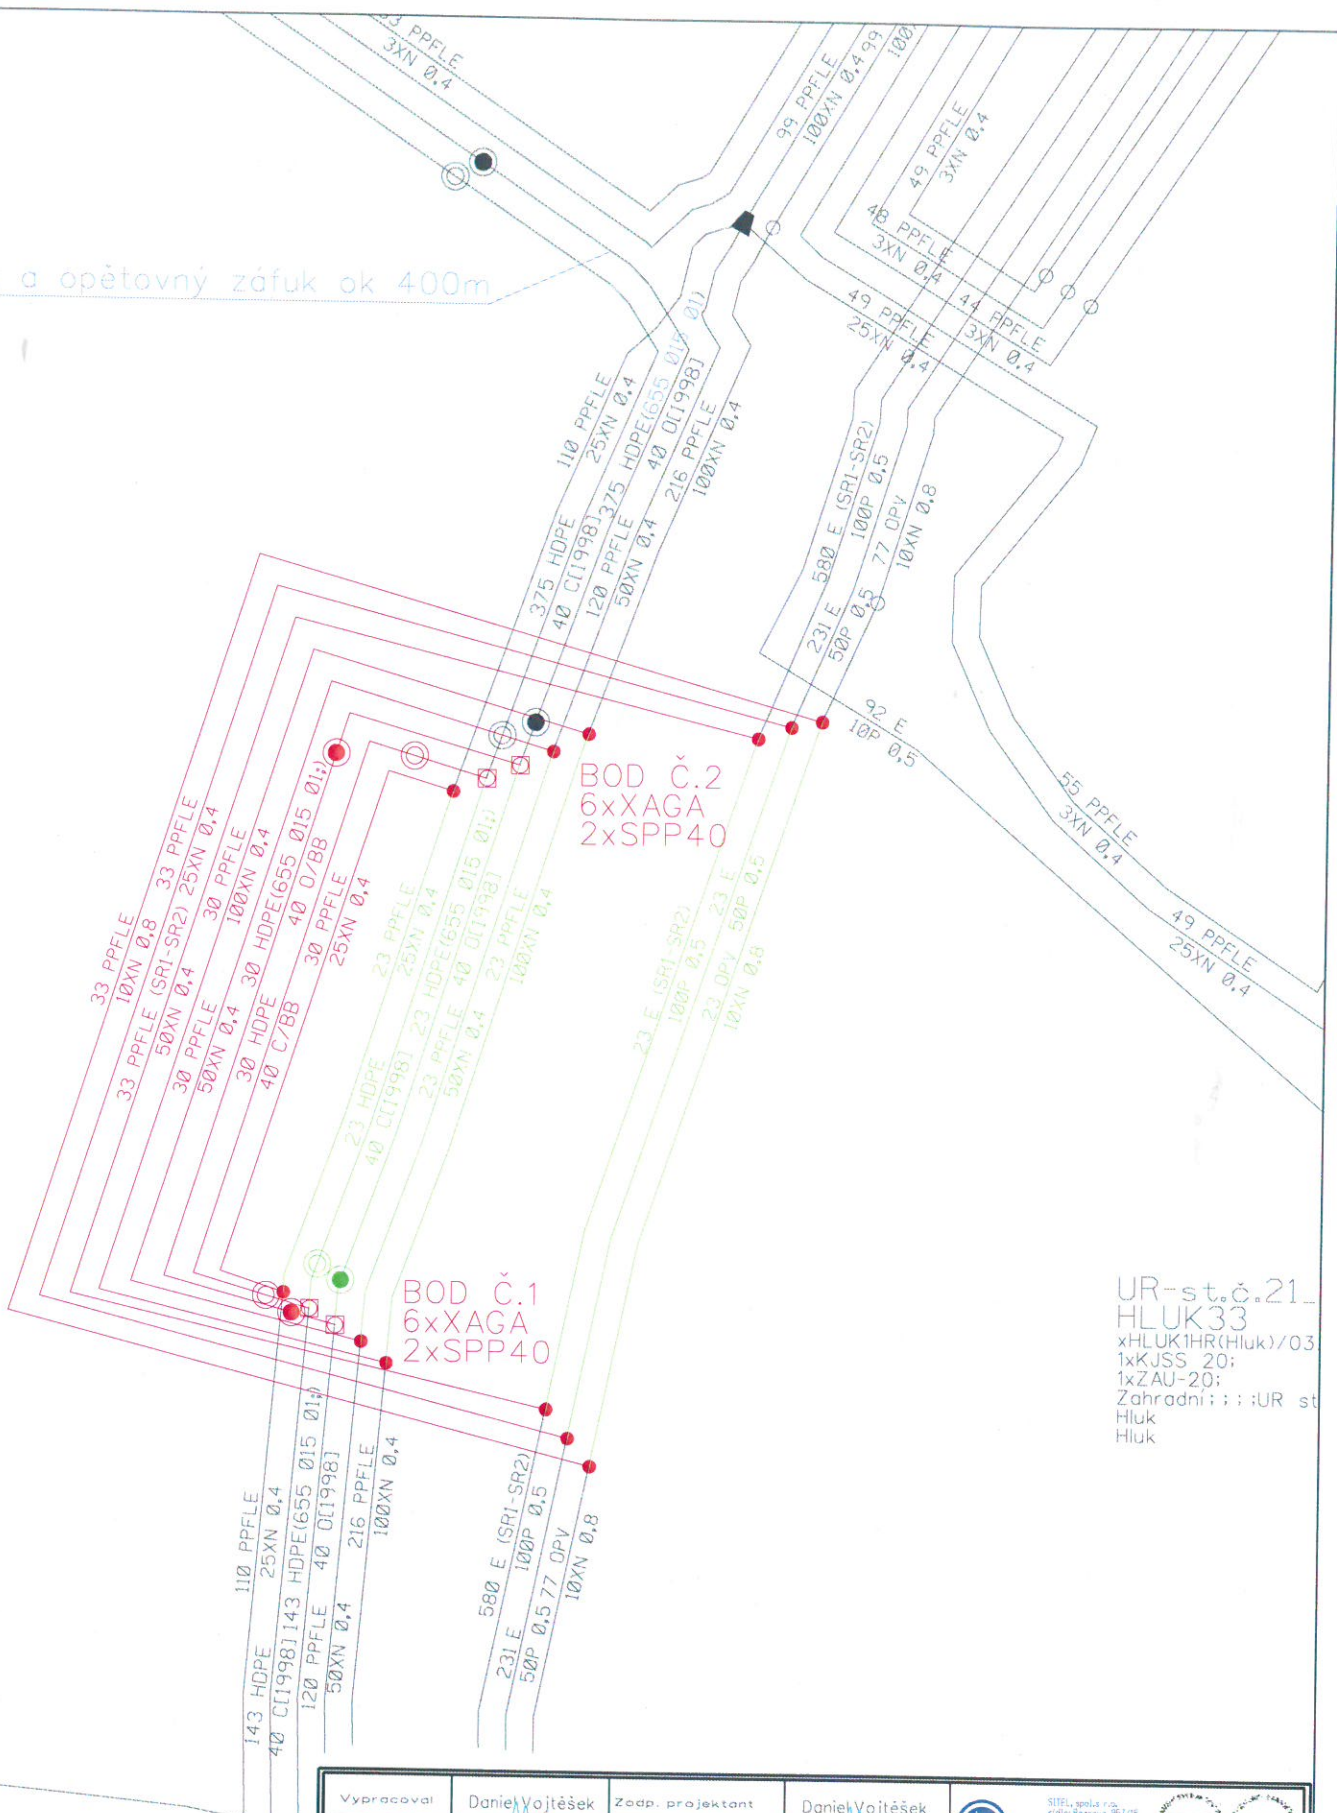 33 PPFLE
3XN 0.4
99 PPFLE
100XN 0.4
99
100
49 PPFLE
3XN 0.4
48 PPFLE
3XN 0.4
44 PPFLE
3XN 0.4
49 PPFLE
25XN 0.4
a opětovný záfuk ok 400m
110 PPFLE
25XN 0.4
375 HDPE(655 015 01;)
40 O[1998]
216 PPFLE
100XN 0.4
375 HDPE
40 C[1998]
120 PPFLE
50XN 0.4
580 E (SR1-SR2)
100P 0.5
77 OPV
10XN 0.8
231 E
50P 0.5
92 E
10P 0.5
55 PPFLE
3XN 0.4
49 PPFLE
25XN 0.4
BOD Č.2
6xXAGA
2xSPP40
33 PPFLE
10XN 0.8
33 PPFLE
25XN 0.4
33 PPFLE (SR1-SR2)
50XN 0.4
30 PPFLE
100XN 0.4
30 PPFLE
50XN 0.4
30 HDPE(655 015 01;)
40 O/BB
30 HDPE
40 C/BB
30 PPFLE
25XN 0.4
23 PPFLE
25XN 0.4
23 HDPE(655 015 01;)
40 O[1998]
23 HDPE
40 C[1998]
23 PPFLE
100XN 0.4
23 PPFLE
50XN 0.4
23 E (SR1-SR2)
100P 0.5
23 E
50P 0.5
23 OPV
10XN 0.8
BOD Č.1
6xXAGA
2xSPP40
UR-st.č.21
HLUK33
xHLUK1HR(Hluk)/03
1xKJSS 20;
1xZAU-20;
Zahradní;;;;UR st
Hluk
Hluk
110 PPFLE
25XN 0.4
143 HDPE(655 015 01;)
40 O[1998]
216 PPFLE
100XN 0.4
143 HDPE
40 C[1998]
120 PPFLE
50XN 0.4
580 E (SR1-SR2)
100P 0.5
77 OPV
10XN 0.8
231 E
50P 0.5
Vypracoval
Daniel Vojtěšek
Zodp. projektant
Daniel Vojtěšek
SITEL, spol.s r.o.